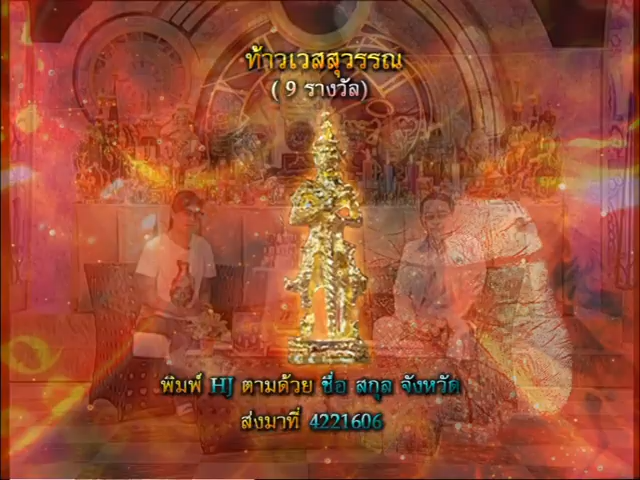 ท้าวเวสสุวรรณ
( 9 รางวัล)
พิมพ์ HJ ตามด้วย ชื่อ สกุล จังหวัด
ส่งมาที่ 4221606